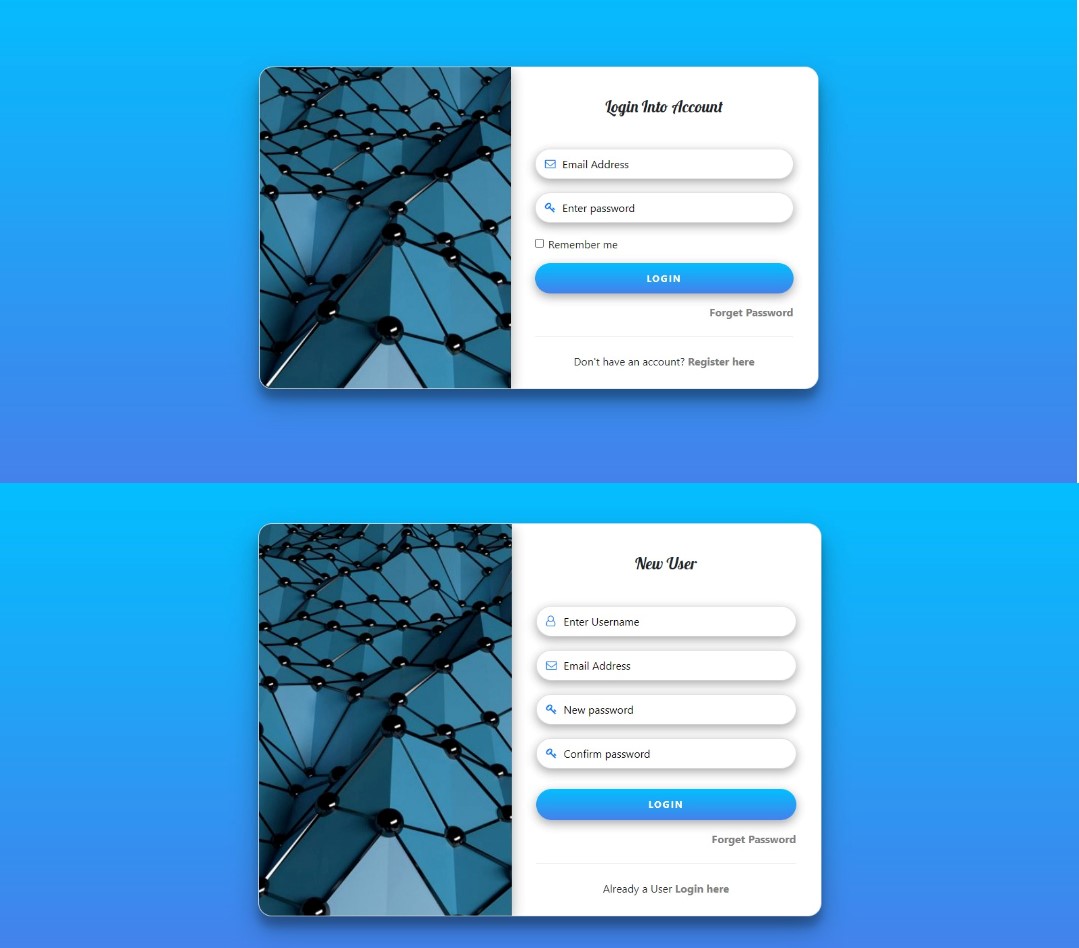 Login Into Account
Email Address
Enter password
Remember me
LOGIN
Forget Password
Don't have an account? Register here
New User
Enter Username
Email Address
New password
Confirm password
LOGIN
Forget Password
Already a User Login here